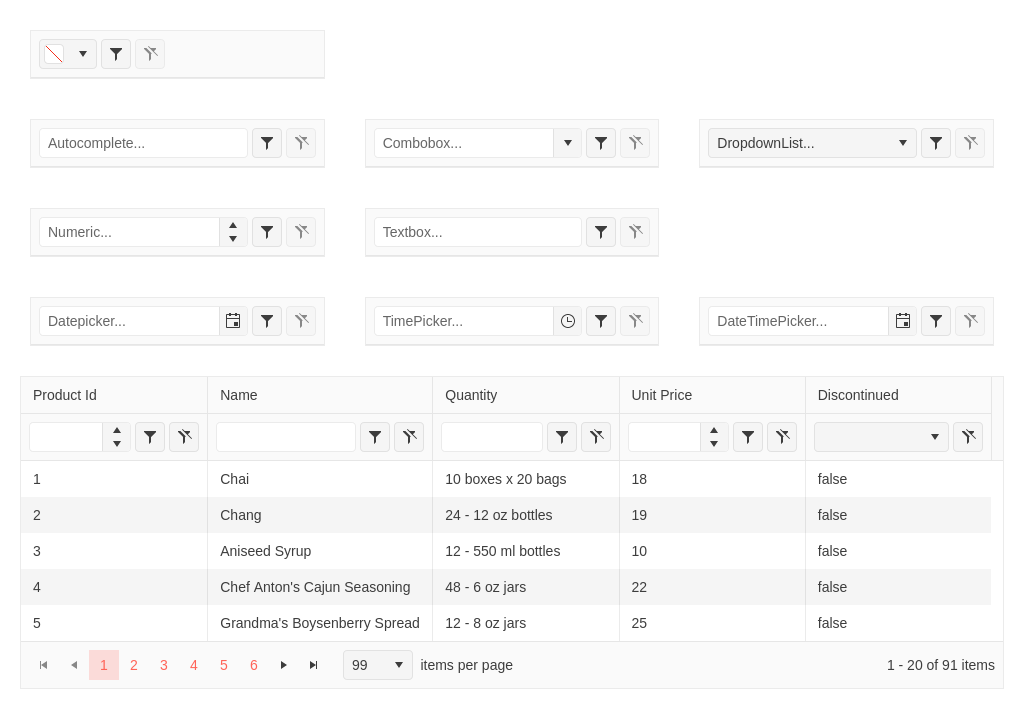 Autocomplete... Combobox... DropdownList...
Numeric... Textbox...
Datepicker... TimePicker... DateTimePicker...
Product Id Name Quantity Unit Price Discontinued
1 Chai 10 boxes x 20 bags 18 false
2 Chang 24 - 12 oz bottles 19 false
3 Aniseed Syrup 12 - 550 ml bottles 10 false
4 Chef Anton's Cajun Seasoning 48 - 6 oz jars 22 false
5 Grandma's Boysenberry Spread 12 - 8 oz jars 25 false
1 2 3 4 5 6 99 items per page 1 - 20 of 91 items